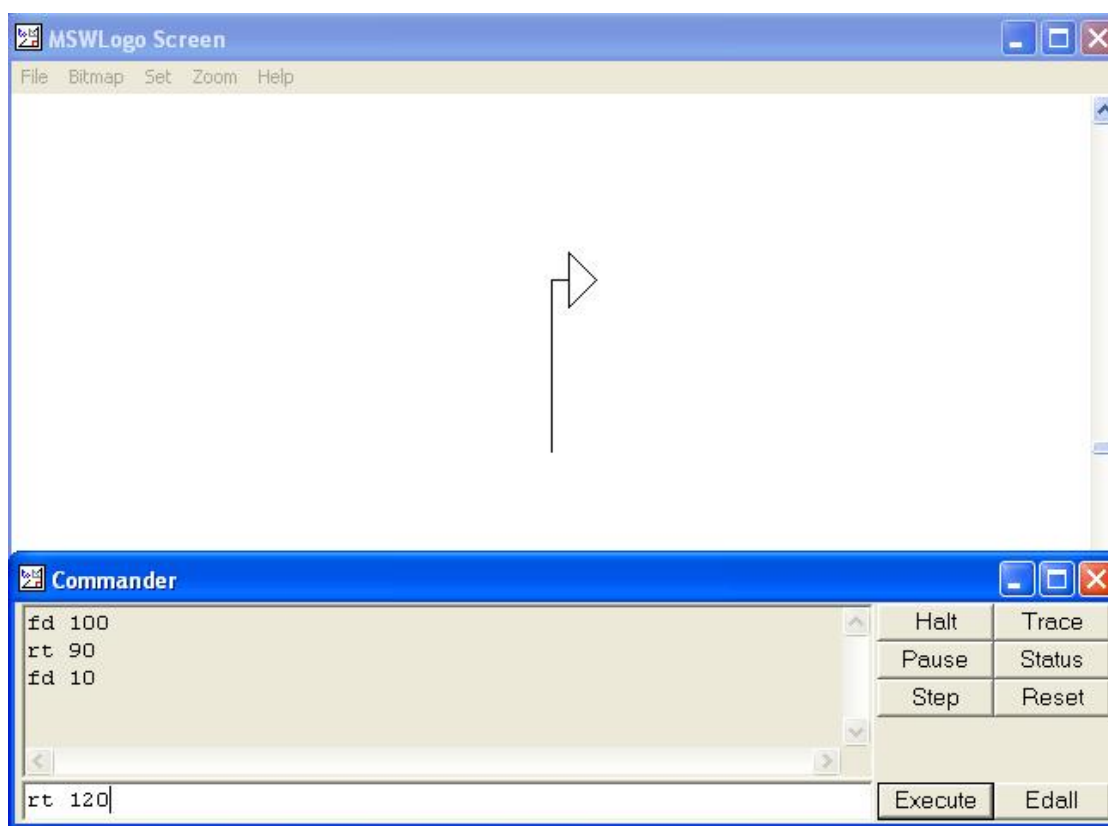 MSWLogo Screen
File Bitmap Set Zoom Help
Commander
fd 100
rt 90
fd 10
Halt Trace
Pause Status
Step Reset
rt 120
Execute Edall